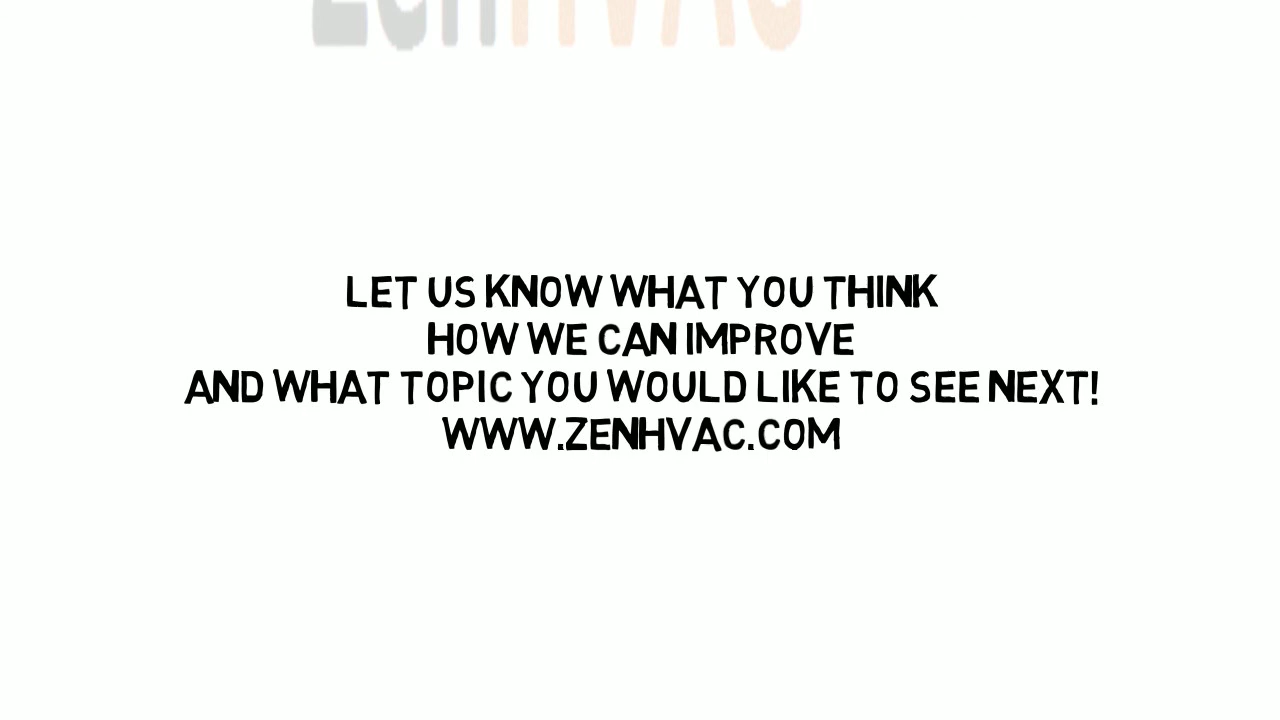 ZenHVAC
LET US KNOW WHAT YOU THINK
HOW WE CAN IMPROVE
AND WHAT TOPIC YOU WOULD LIKE TO SEE NEXT!
WWW.ZENHVAC.COM